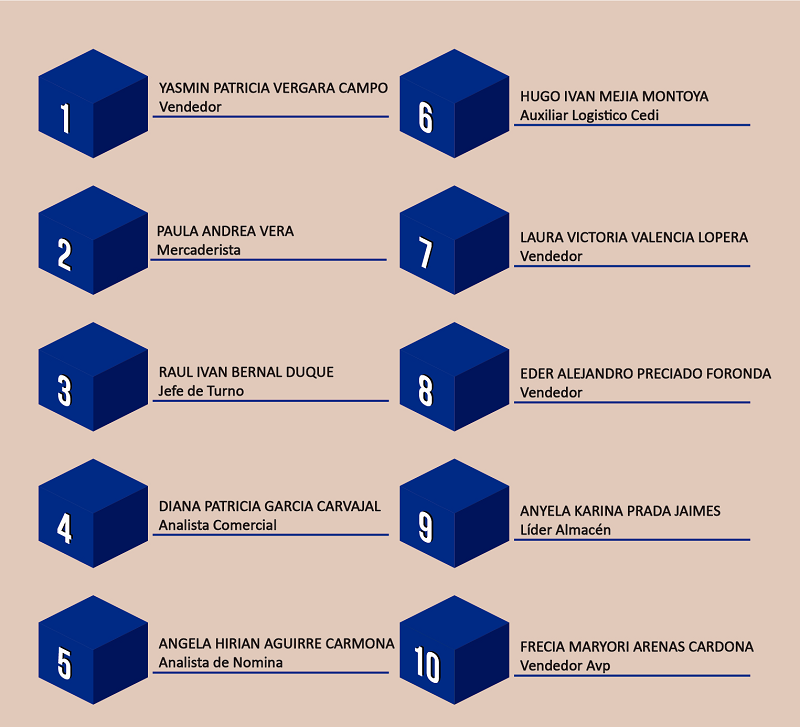 1
YASMIN PATRICIA VERGARA CAMPO
Vendedor
2
PAULA ANDREA VERA
Mercaderista
3
RAUL IVAN BERNAL DUQUE
Jefe de Turno
4
DIANA PATRICIA GARCIA CARVAJAL
Analista Comercial
5
ANGELA HIRIAN AGUIRRE CARMONA
Analista de Nomina
6
HUGO IVAN MEJIA MONTOYA
Auxiliar Logistico Cedi
7
LAURA VICTORIA VALENCIA LOPERA
Vendedor
8
EDER ALEJANDRO PRECIADO FORONDA
Vendedor
9
ANYELA KARINA PRADA JAIMES
Líder Almacén
10
FRECIA MARYORI ARENAS CARDONA
Vendedor Avp